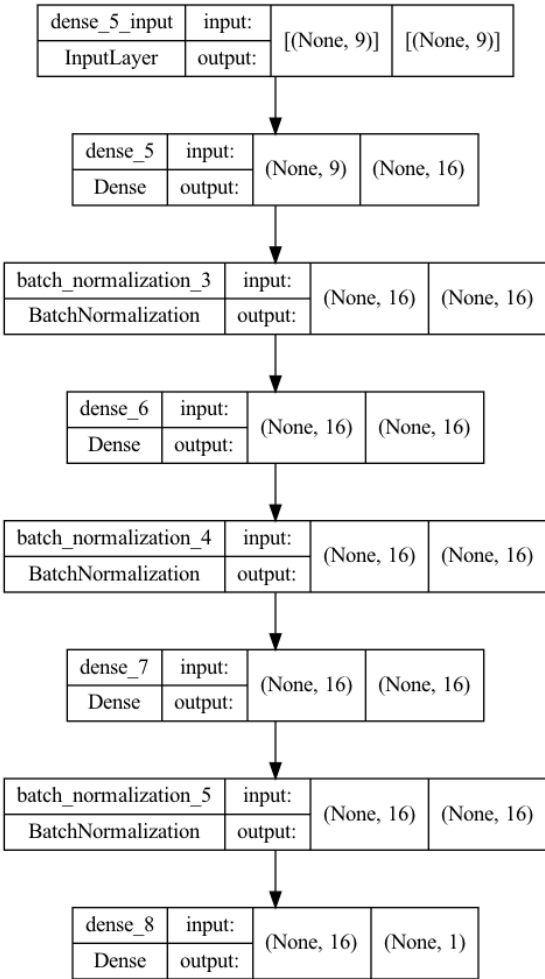 dense_5_input input: [(None, 9)] [(None, 9)]
InputLayer output:
dense_5 input: (None, 9) (None, 16)
Dense output:
batch_normalization_3 input: (None, 16) (None, 16)
BatchNormalization output:
dense_6 input: (None, 16) (None, 16)
Dense output:
batch_normalization_4 input: (None, 16) (None, 16)
BatchNormalization output:
dense_7 input: (None, 16) (None, 16)
Dense output:
batch_normalization_5 input: (None, 16) (None, 16)
BatchNormalization output:
dense_8 input: (None, 16) (None, 1)
Dense output: